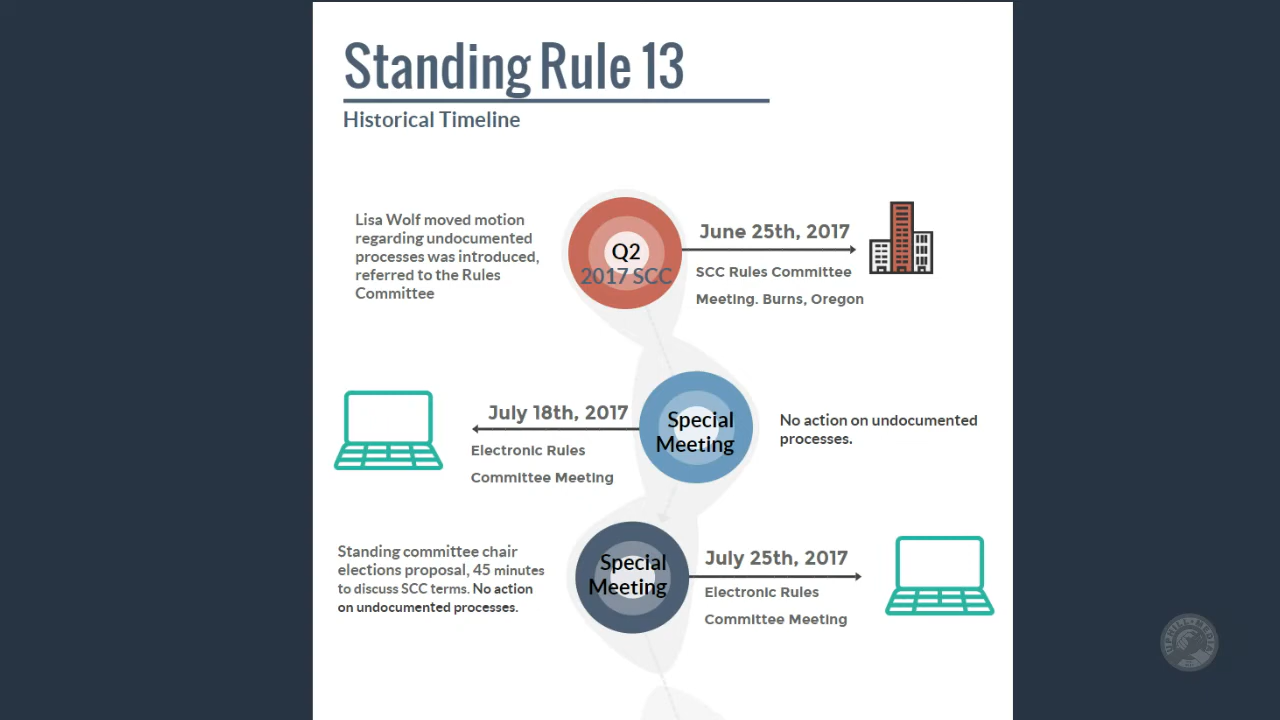 Standing Rule 13
Historical Timeline
Lisa Wolf moved motion
regarding undocumented
processes was introduced,
referred to the Rules
Committee
Q2
2017 SCC
June 25th, 2017
SCC Rules Committee
Meeting. Burns, Oregon
July 18th, 2017
Electronic Rules
Committee Meeting
Special
Meeting
No action on undocumented
processes.
Standing committee chair
elections proposal, 45 minutes
to discuss SCC terms. No action
on undocumented processes.
Special
Meeting
July 25th, 2017
Electronic Rules
Committee Meeting